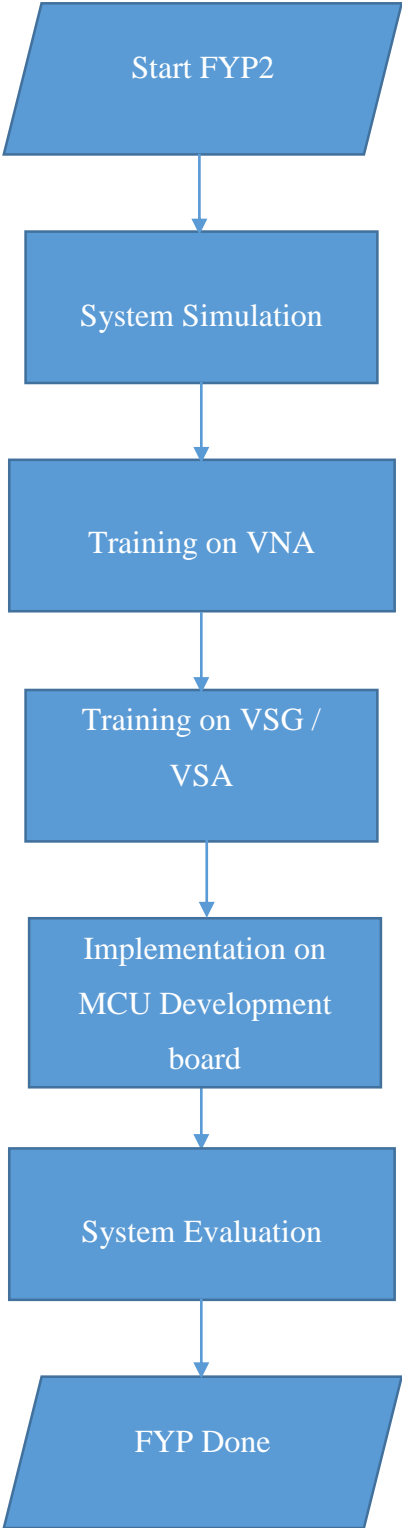 Start FYP2
System Simulation
Training on VNA
Training on VSG /
VSA
Implementation on
MCU Development
board
System Evaluation
FYP Done